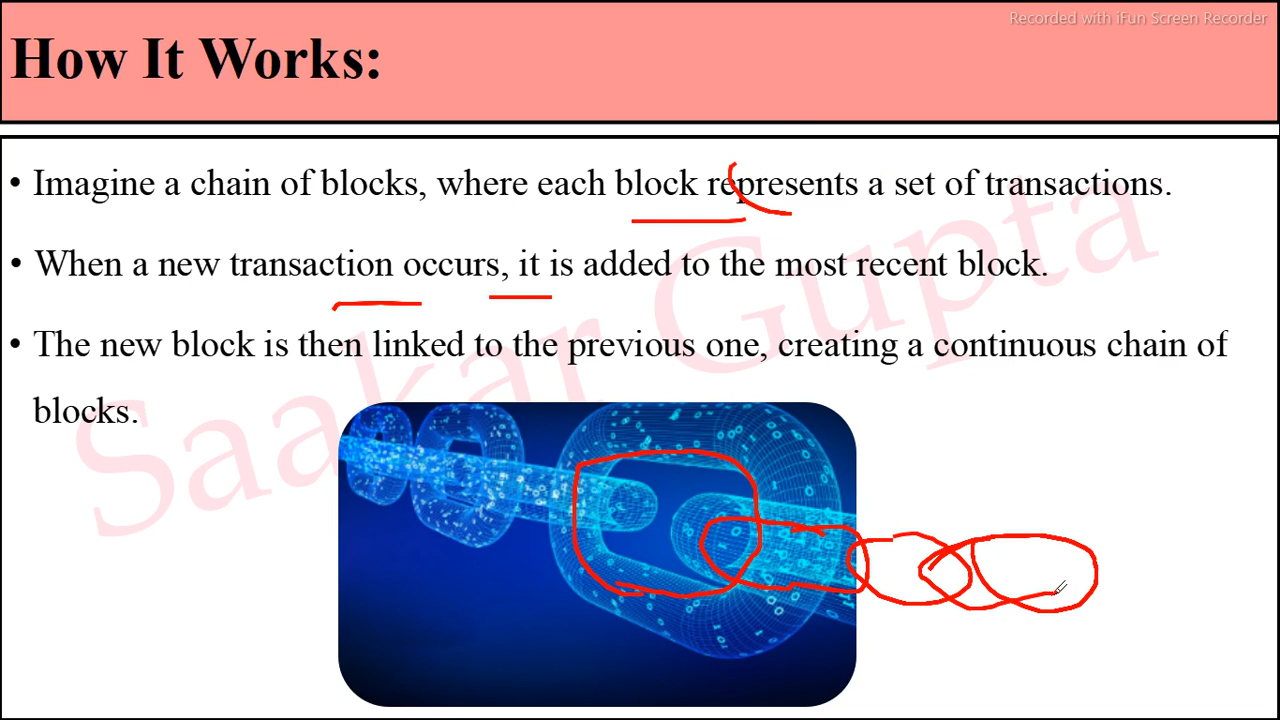 Recorded with iFun Screen Recorder
How It Works:
• Imagine a chain of blocks, where each block represents a set of transactions.
• When a new transaction occurs, it is added to the most recent block.
• The new block is then linked to the previous one, creating a continuous chain of
blocks.
Saakar Gupta